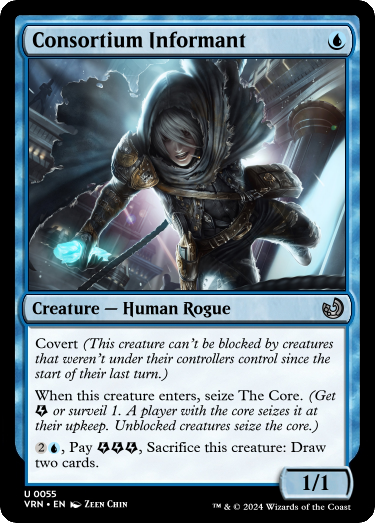 Consortium Informant
Creature — Human Rogue
Covert (This creature can't be blocked by creatures
that weren't under their controllers control since the
start of their last turn.)
When this creature enters, seize The Core. (Get
or surveil 1. A player with the core seizes it at
their upkeep. Unblocked creatures seize the core.)
2, Pay , Sacrifice this creature: Draw
two cards.
1/1
U 0055
VRN • EN Zeen Chin
™ & © 2024 Wizards of the Coast